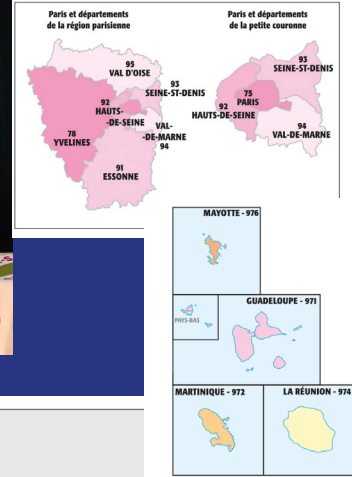 Paris et départements
de la région parisienne
95
VAL D'OISE
93
SEINE-ST-DENIS
92
HAUTS-
-DE-SEINE
VAL-
-DE-MARNE
94
78
YVELINES
91
ESSONNE
Paris et départements
de la petite couronne
93
SEINE-ST-DENIS
75
PARIS
92
HAUTS-DE-SEINE
94
VAL-DE-MARNE
MAYOTTE - 976
GUADELOUPE - 971
PAYS-BAS
MARTINIQUE - 972
LA RÉUNION - 974